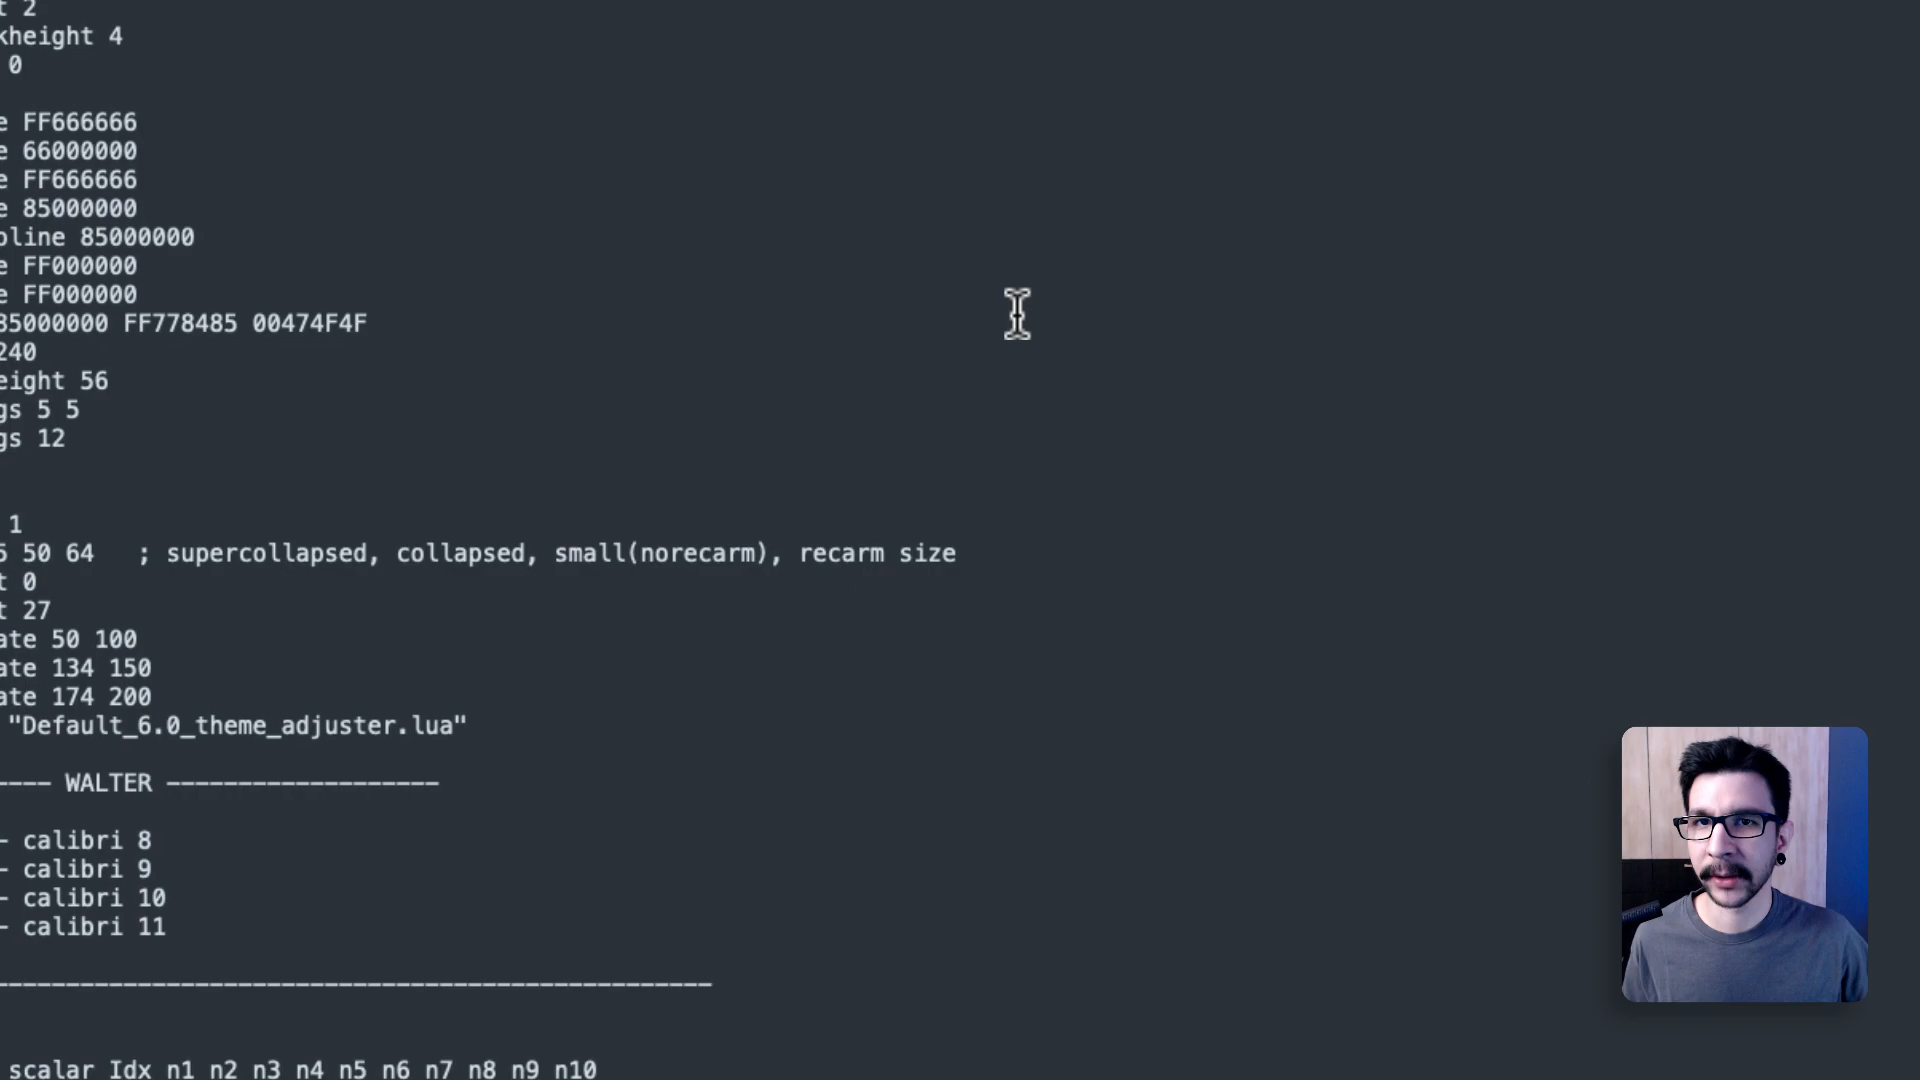 t 2
kheight 4
0
e FF666666
e 66000000
e FF666666
e 85000000
oline 85000000
e FF000000
e FF000000
85000000 FF778485 00474F4F
240
eight 56
gs 5 5
gs 12
1
50 64   ; supercollapsed, collapsed, small(norecarm), recarm size
t 0
t 27
ate 50 100
ate 134 150
ate 174 200
"Default_6.0_theme_adjuster.lua"
---- WALTER -------------------
- calibri 8
- calibri 9
- calibri 10
- calibri 11
--------------------------------------------------
scalar Idx n1 n2 n3 n4 n5 n6 n7 n8 n9 n10